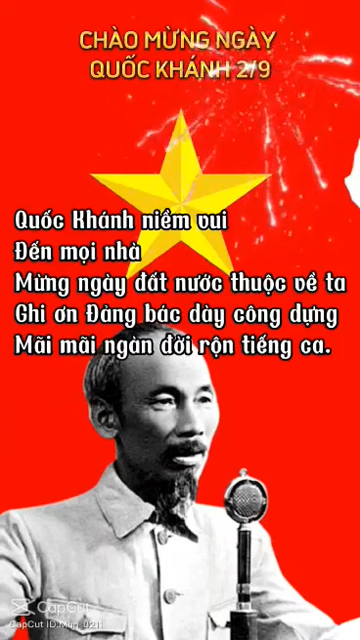 CHÀO MỪNG NGÀY
QUỐC KHÁNH 2/9
Quốc Khánh niềm vui
Đến mọi nhà
Mừng ngày đất nước thuộc về ta
Ghi ơn Đảng bác dày công dựng
Mãi mãi ngàn đời rộn tiếng ca.
CapCut